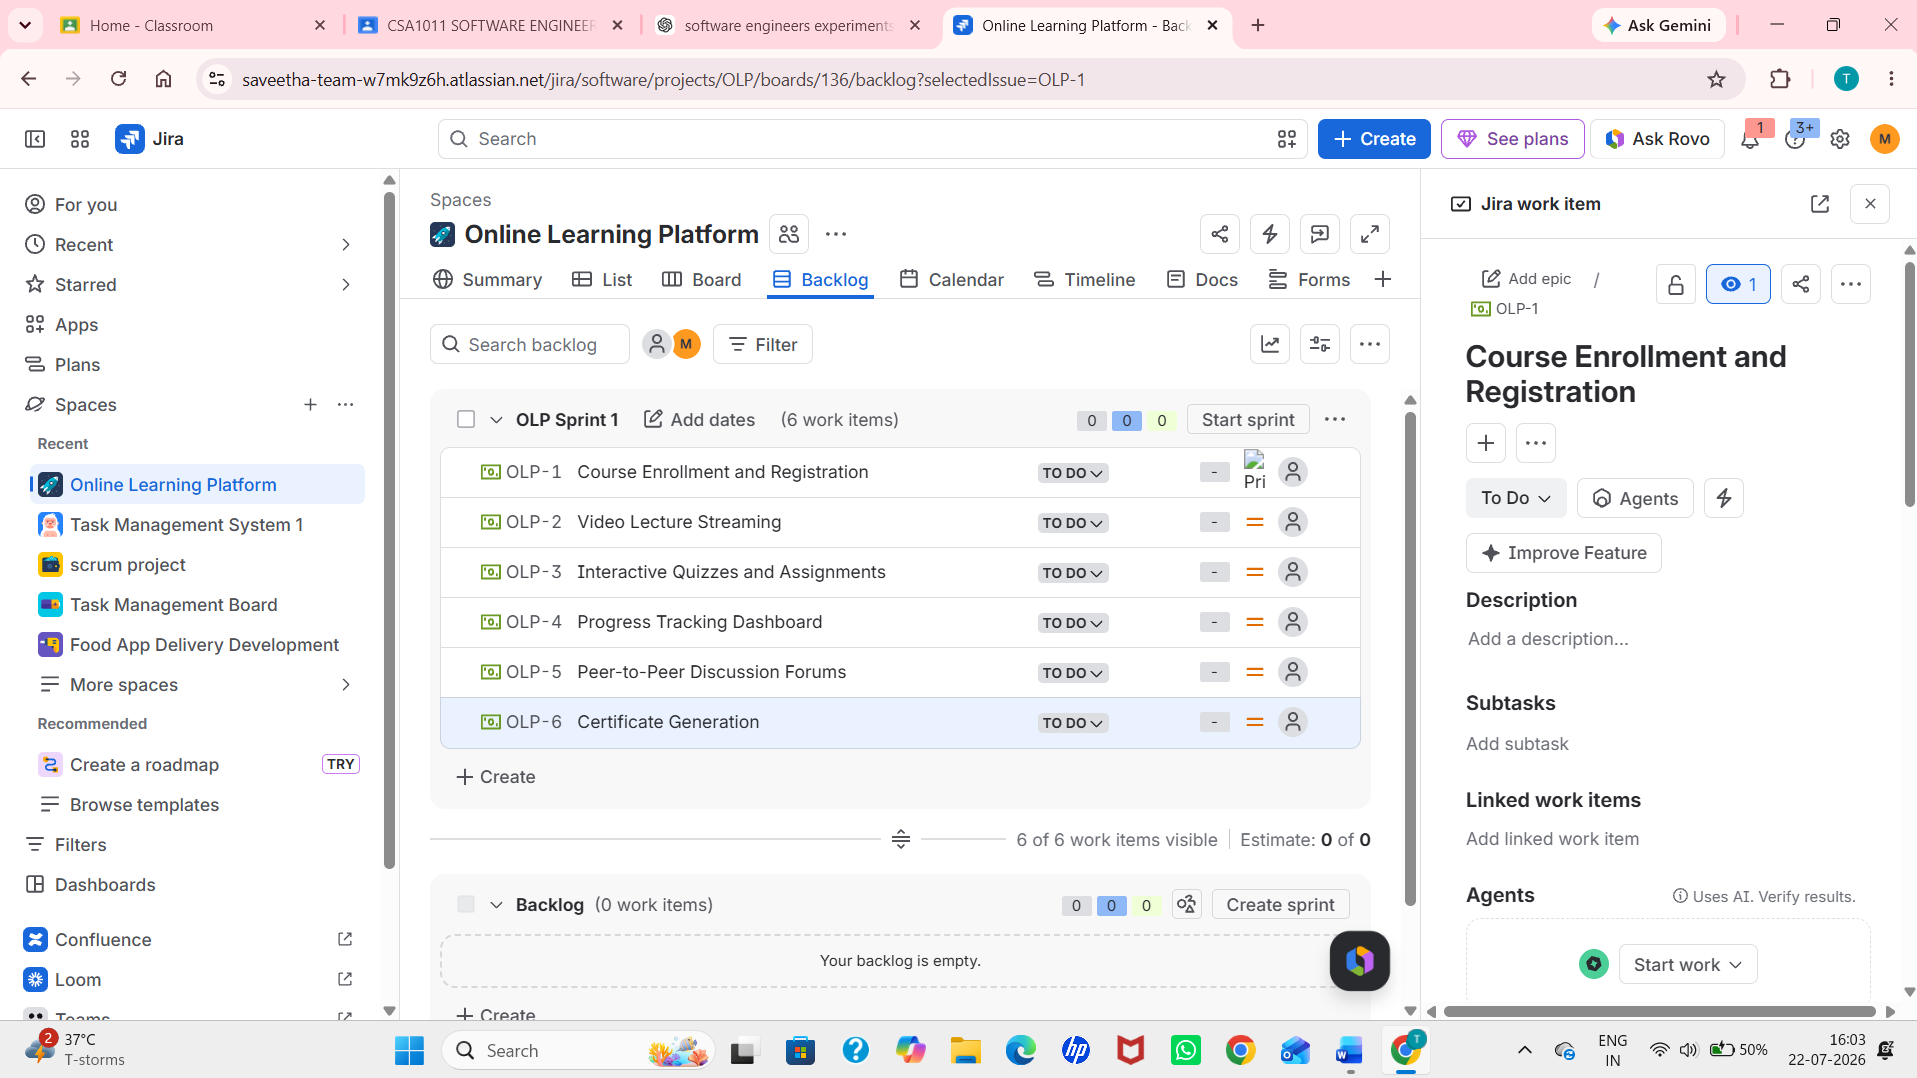 Home - Classroom
CSA1011 SOFTWARE ENGINEER
software engineers experiments
Online Learning Platform - Back
Ask Gemini
saveetha-team-w7mk9z6h.atlassian.net/jira/software/projects/OLP/boards/136/backlog?selectedIssue=OLP-1
T
Jira
Search
Create
See plans
Ask Rovo
1
3+
M
For you
Recent
Starred
Apps
Plans
Spaces
Recent
Online Learning Platform
Task Management System 1
scrum project
Task Management Board
Food App Delivery Development
More spaces
Recommended
Create a roadmap
TRY
Browse templates
Filters
Dashboards
Confluence
Loom
Teams
Spaces
Online Learning Platform
Summary
List
Board
Backlog
Calendar
Timeline
Docs
Forms
Search backlog
M
Filter
OLP Sprint 1
Add dates
(6 work items)
0 0 0
Start sprint
OLP-1 Course Enrollment and Registration TO DO - Pri
OLP-2 Video Lecture Streaming TO DO -
OLP-3 Interactive Quizzes and Assignments TO DO -
OLP-4 Progress Tracking Dashboard TO DO -
OLP-5 Peer-to-Peer Discussion Forums TO DO -
OLP-6 Certificate Generation TO DO -
Create
6 of 6 work items visible
Estimate: 0 of 0
Backlog (0 work items)
0 0 0
Create sprint
Your backlog is empty.
Create
Jira work item
Add epic /
OLP-1
1
Course Enrollment and
Registration
To Do
Agents
Improve Feature
Description
Add a description...
Subtasks
Add subtask
Linked work items
Add linked work item
Agents
Uses AI. Verify results.
Start work
2
37°C
T-storms
Search
T
ENG
IN
50%
16:03
22-07-2026